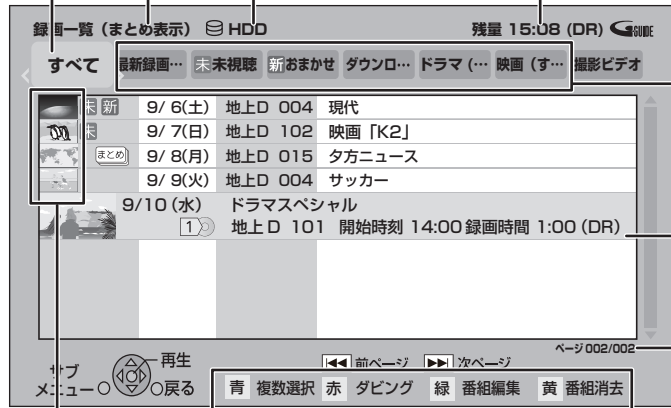 録画一覧（まとめ表示） HDD 残量 15:08 (DR) GGUIDE
すべて 最新録画… 未 未視聴 新 おまかせ ダウンロ… ドラマ（… 映画（す… 撮影ビデオ
未 新 9/ 6(土) 地上D 004 現代
未 9/ 7(日) 地上D 102 映画「K2」
まとめ 9/ 8(月) 地上D 015 夕方ニュース
9/ 9(火) 地上D 004 サッカー
9/10 (水) ドラマスペシャル
1 地上D 101 開始時刻 14:00 録画時間 1:00 (DR)
ページ 002/002
サブメニュー 再生 戻る
前ページ 次ページ
青 複数選択 赤 ダビング 緑 番組編集 黄 番組消去